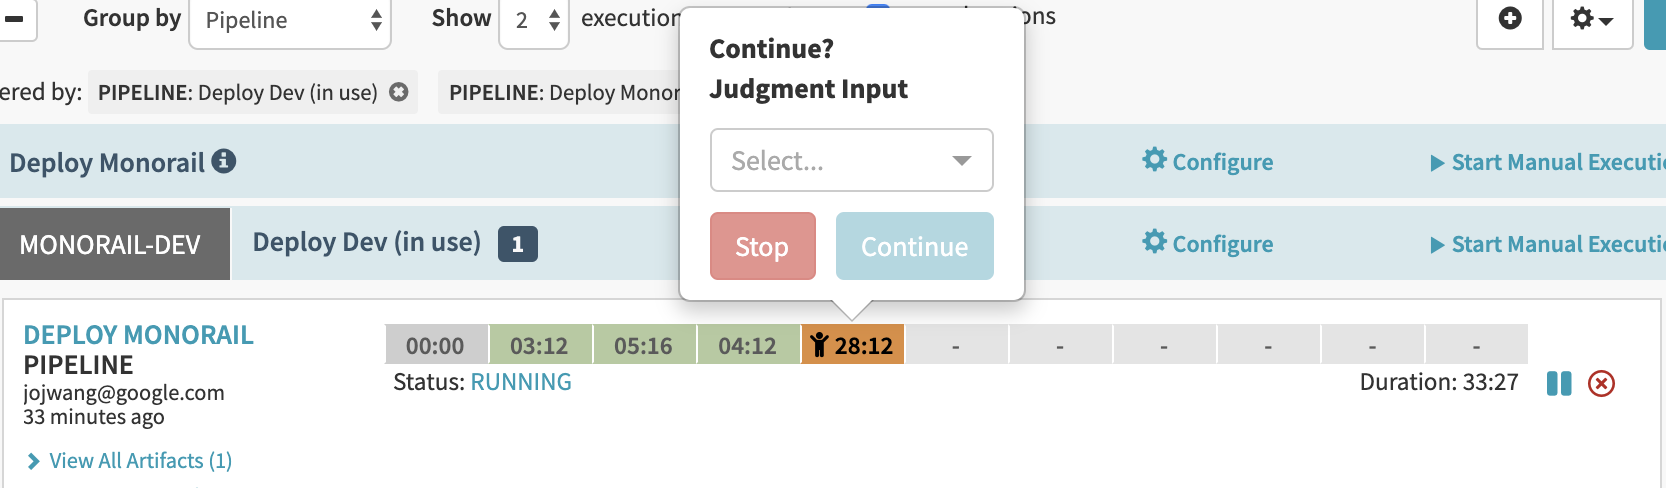 Group by Pipeline Show 2
Continue?
Judgment Input
ered by: PIPELINE: Deploy Dev (in use) PIPELINE: Deploy Monor
Select...
Deploy Monorail Configure Start Manual Executi
Stop Continue
MONORAIL-DEV Deploy Dev (in use) 1 Configure Start Manual Executi
DEPLOY MONORAIL
PIPELINE
jojwang@google.com
33 minutes ago
00:00 03:12 05:16 04:12 28:12 - - - - - -
Status: RUNNING Duration: 33:27
View All Artifacts (1)